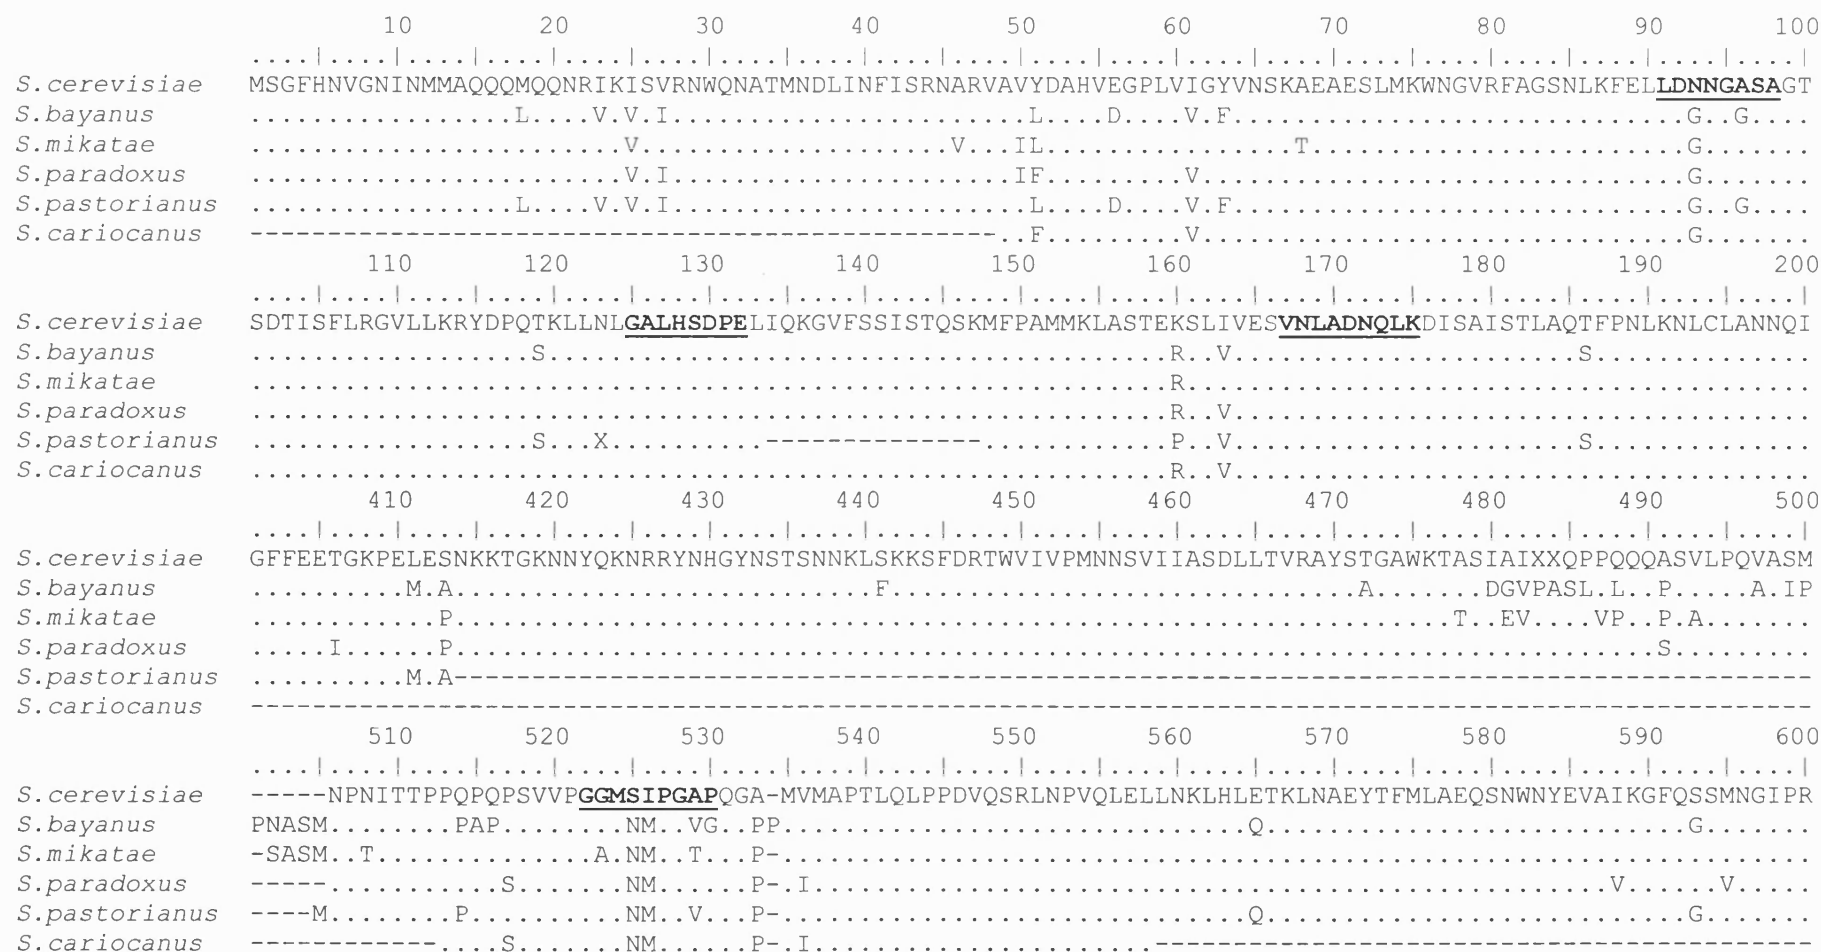 10 20 30 40 50 60 70 80 90 100
....|....|....|....|....|....|....|....|....|....|....|....|....|....|....|....|....|....|....|....|
S.cerevisiae MSGFHNVGNINMMAQQQMQQNRIKISVRNWQNATMNDLINFISRNARVAVYDAHVEGPLVIGYVNSKAEAESLMKWNGVRFAGSNLKFELLDNNGASAGT
S.bayanus .................L....V.V.I.......................L....D....V.F.............................G..G....
S.mikatae ........................V....................V...IL................T........................G.......
S.paradoxus ........................V.I......................IF.........V...............................G.......
S.pastorianus .................L....V.V.I.......................L....D....V.F.............................G..G....
S.cariocanus ------------------------------------------------..F.........V...............................G.......
110 120 130 140 150 160 170 180 190 200
....|....|....|....|....|....|....|....|....|....|....|....|....|....|....|....|....|....|....|....|
S.cerevisiae SDTISFLRGVLLKRYDPQTKLLNLGALHSDPELIQKGVFSSISTQSKMFPAMMKLASTEKSLIVESVNLADNQLKDISAISTLAQTFPNLKNLCLANNQI
S.bayanus ..................S........................................R..V......................S..............
S.mikatae ...........................................................R........................................
S.paradoxus ...........................................................R..V.....................................
S.pastorianus ..................S...X..........--------------............P..V......................S..............
S.cariocanus ...........................................................R..V.....................................
410 420 430 440 450 460 470 480 490 500
....|....|....|....|....|....|....|....|....|....|....|....|....|....|....|....|....|....|....|....|
S.cerevisiae GFFEETGKPELESNKKTGKNNYQKNRRYNHGYNSTSNNKLSKKSFDRTWVIVPMNNSVIIASDLLTVRAYSTGAWKTASIAIXXQPPQQQASVLPQVASM
S.bayanus ..........M.A...........................F..............................A.......DGVPASL.L..P.....A.IP
S.mikatae ............P................................................................T..EV....VP..P.A.......
S.paradoxus .....I......P.............................................................................S.........
S.pastorianus ..........M.A---------------------------------------------------------------------------------------
S.cariocanus ----------------------------------------------------------------------------------------------------
510 520 530 540 550 560 570 580 590 600
....|....|....|....|....|....|....|....|....|....|....|....|....|....|....|....|....|....|....|....|
S.cerevisiae -----NPNITTPPQPQPSVVPGGMSIPGAPQGA-MVMAPTLQLPPDVQSRLNPVQLELLNKLHLETKLNAEYTFMLAEQSNWNYEVAIKGFQSSMNGIPR
S.bayanus PNASM........PAP........NM..VG..PP..............................Q...........................G.......
S.mikatae -SASM..T..............A.NM..T...P-..................................................................
S.paradoxus -----...........S.......NM......P-.I...................................................V......V.....
S.pastorianus ----M........P..........NM..V...P-..............................Q...........................G.......
S.cariocanus ------------....S.......NM......P-.I......................------------------------------------------